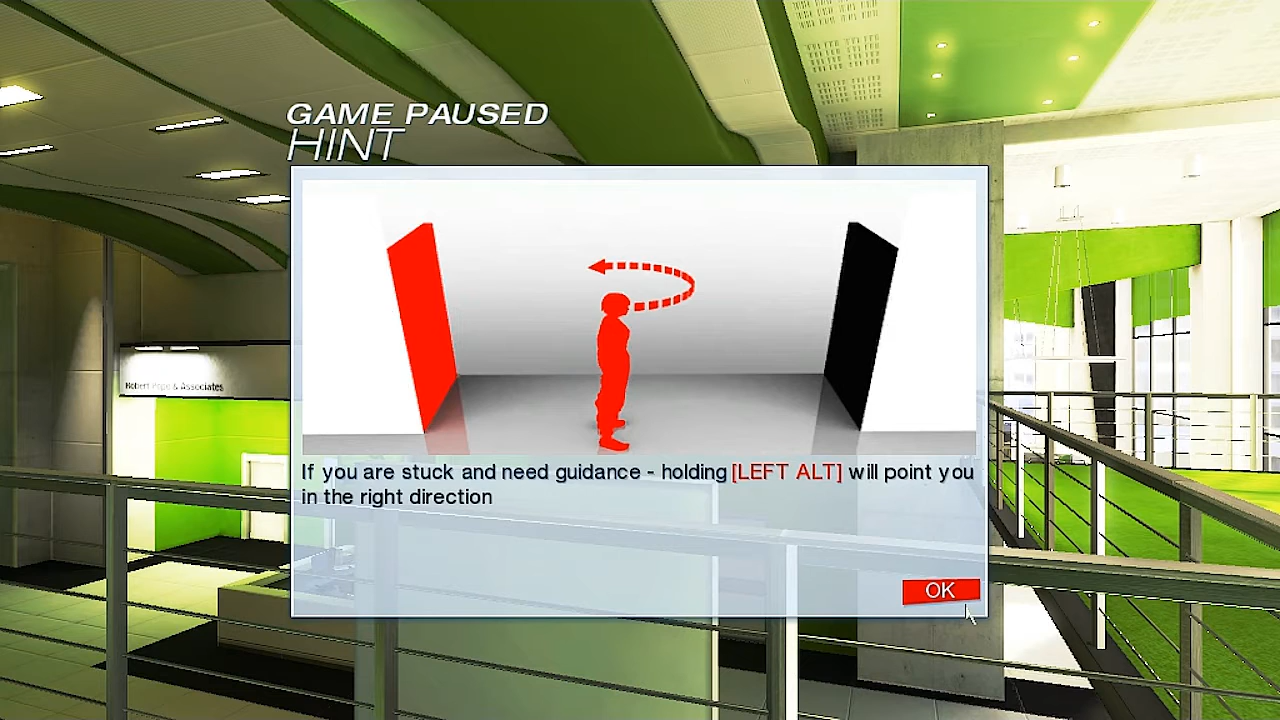 GAME PAUSED
HINT
Robert Pope & Associates
If you are stuck and need guidance - holding [LEFT ALT] will point you
in the right direction
OK